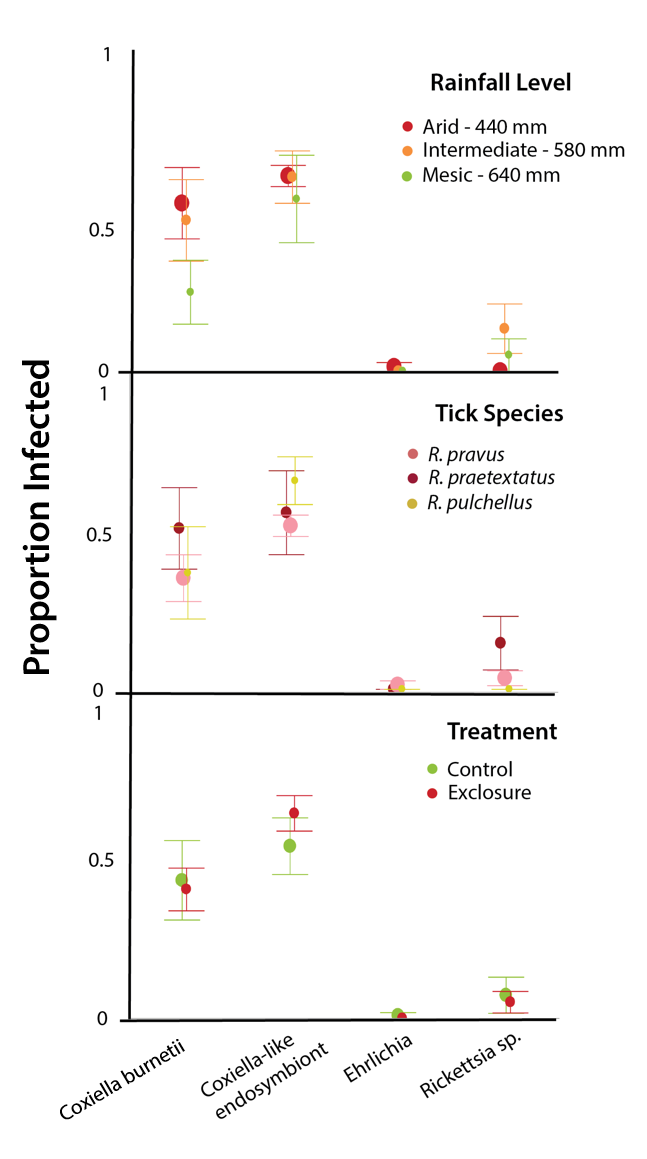 Proportion Infected
1
Rainfall Level
Arid - 440 mm
Intermediate - 580 mm
Mesic - 640 mm
0.5
0
1
Tick Species
R. pravus
R. praetextatus
R. pulchellus
0.5
0
1
Treatment
Control
Exclosure
0.5
0
Coxiella burnetii
Coxiella-like
endosymbiont
Ehrlichia
Rickettsia sp.